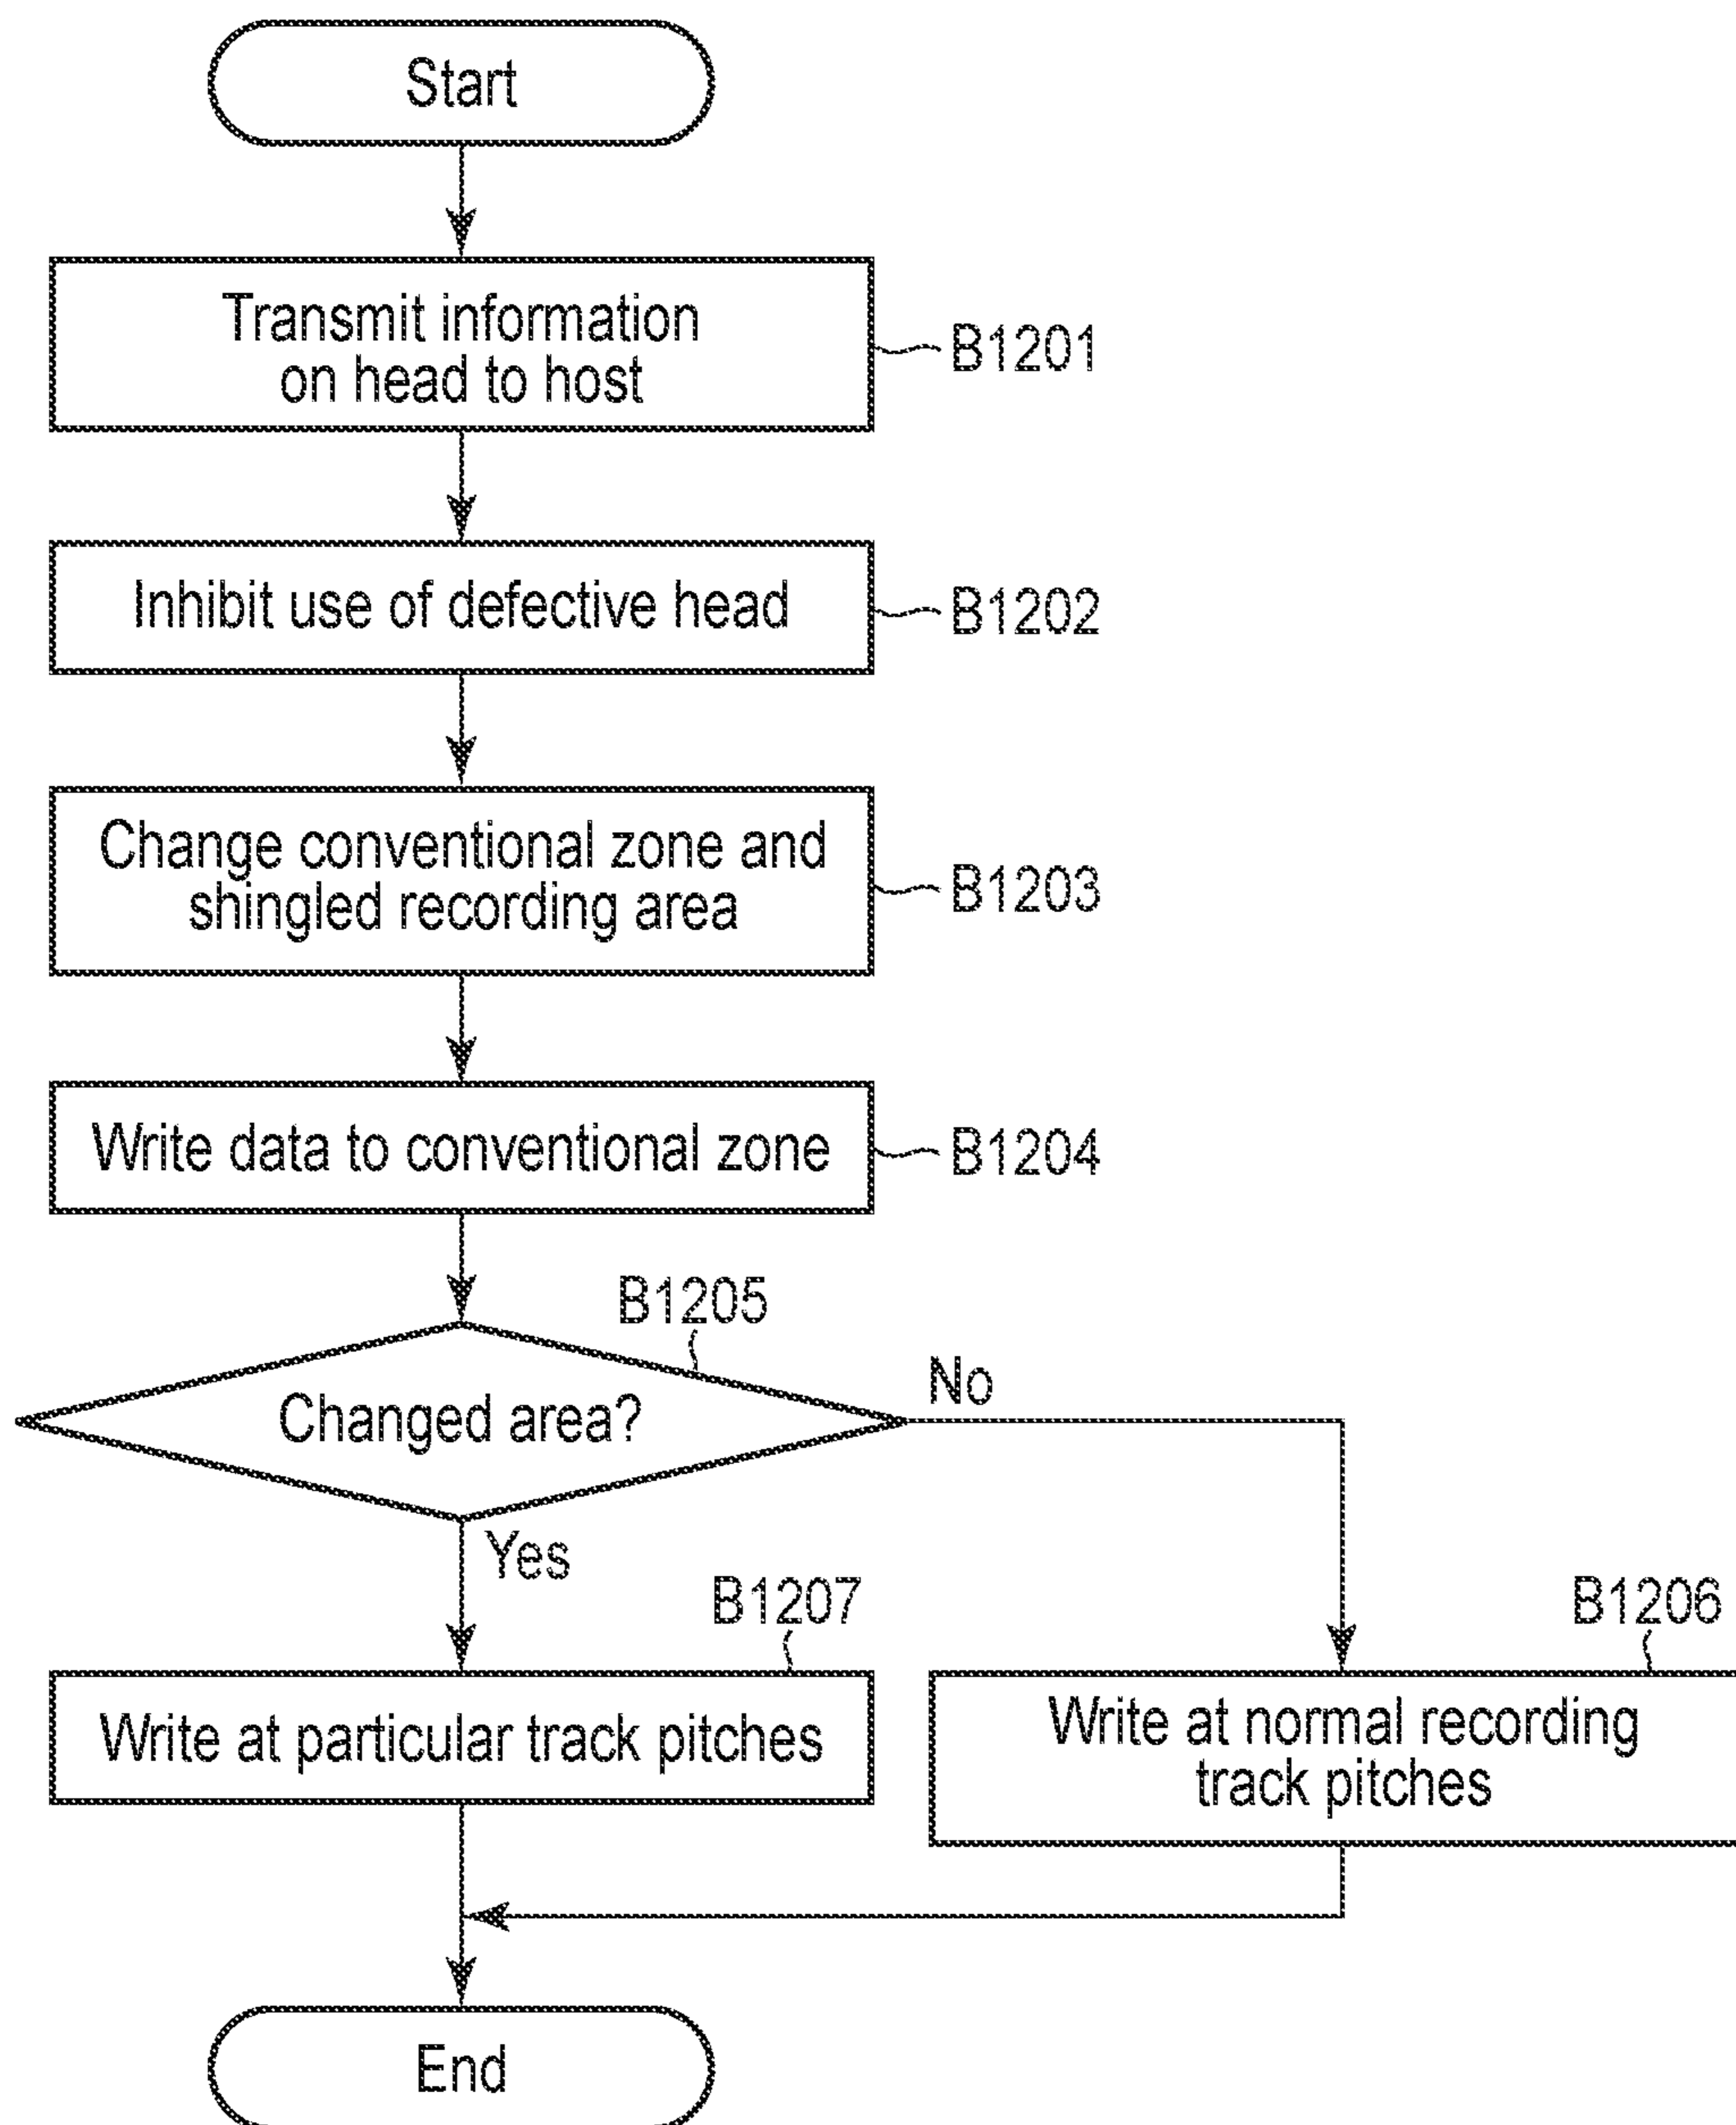 Start
Transmit information
on head to host
B1201
Inhibit use of defective head
B1202
Change conventional zone and
shingled recording area
B1203
Write data to conventional zone
B1204
B1205
Changed area?
No
Yes
B1207
Write at particular track pitches
B1206
Write at normal recording
track pitches
End